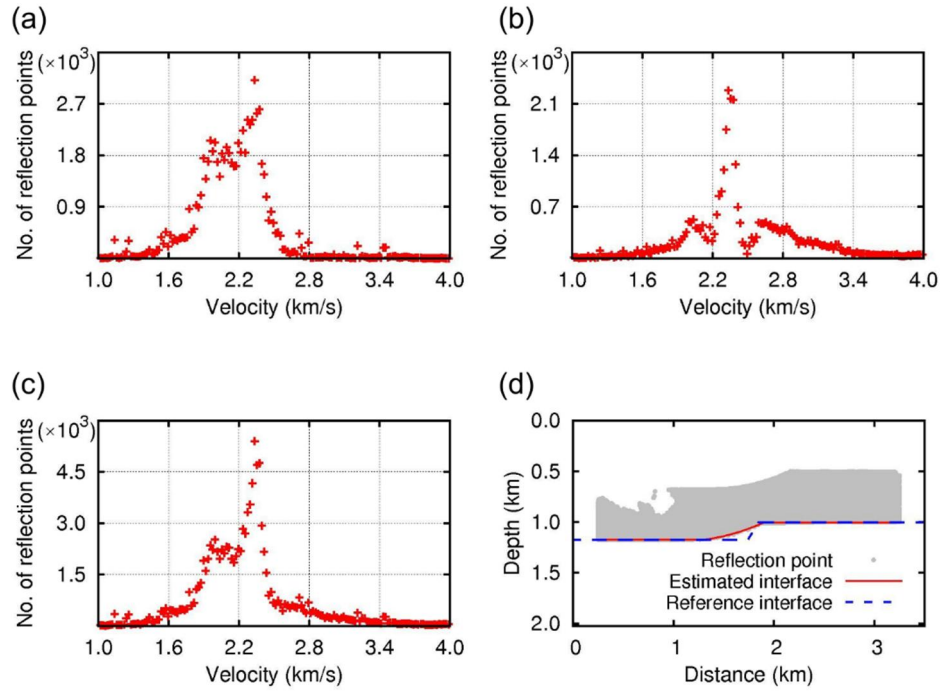 (a)
(×10³)
No. of reflection points
2.7
1.8
0.9
1.0 1.6 2.2 2.8 3.4 4.0
Velocity (km/s)
(b)
(×10³)
No. of reflection points
2.1
1.4
0.7
1.0 1.6 2.2 2.8 3.4 4.0
Velocity (km/s)
(c)
(×10³)
No. of reflection points
4.5
3.0
1.5
1.0 1.6 2.2 2.8 3.4 4.0
Velocity (km/s)
(d)
Depth (km)
0.0
0.5
1.0
1.5
2.0
Reflection point
Estimated interface
Reference interface
0 1 2 3
Distance (km)